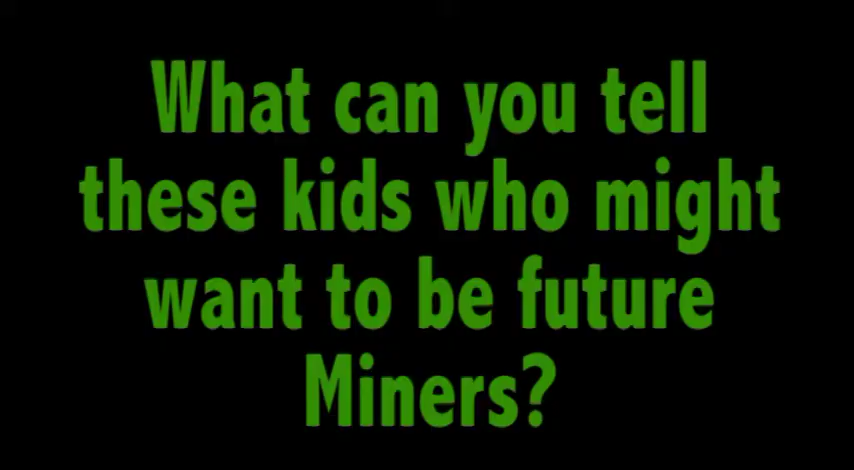 What can you tell
these kids who might
want to be future
Miners?